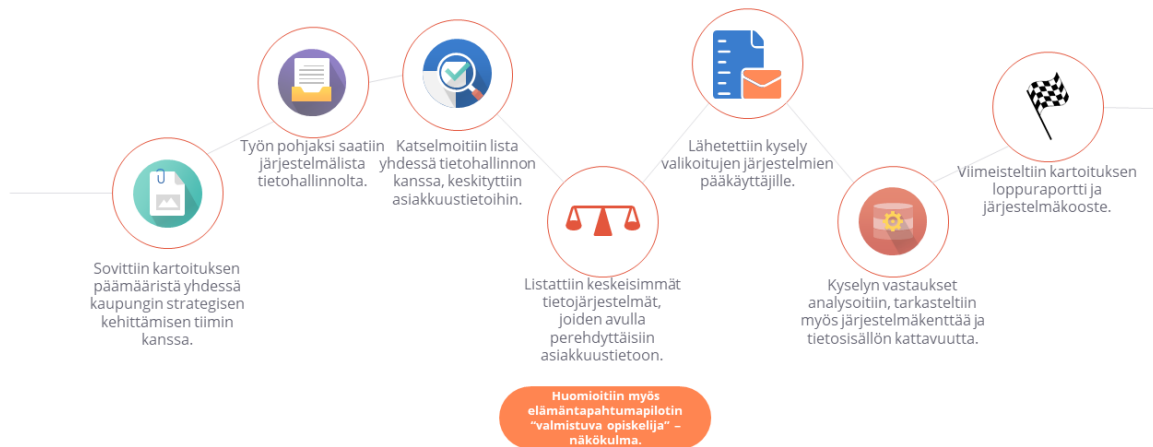 Sovittiin kartoituksen
päämääristä yhdessä
kaupungin strategisen
kehittämisen tiimin
kanssa.
Työn pohjaksi saatiin
järjestelmälista
tietohallinnolta.
Katselmoitiin lista
yhdessä tietohallinnon
kanssa, keskityttiin
asiakkuustietoihin.
Listattiin keskeisimmät
tietojärjestelmät,
joiden avulla
perehdyttäisiin
asiakkuustietoon.
Huomioitiin myös
elämäntapahtumapilotin
“valmistuva opiskelija” –
näkökulma.
Lähetettiin kysely
valikoitujen järjestelmien
pääkäyttäjille.
Kyselyn vastaukset
analysoitiin, tarkasteltiin
myös järjestelmäkenttää ja
tietosisällön kattavuutta.
Viimeisteltiin kartoituksen
loppuraportti ja
järjestelmäkooste.